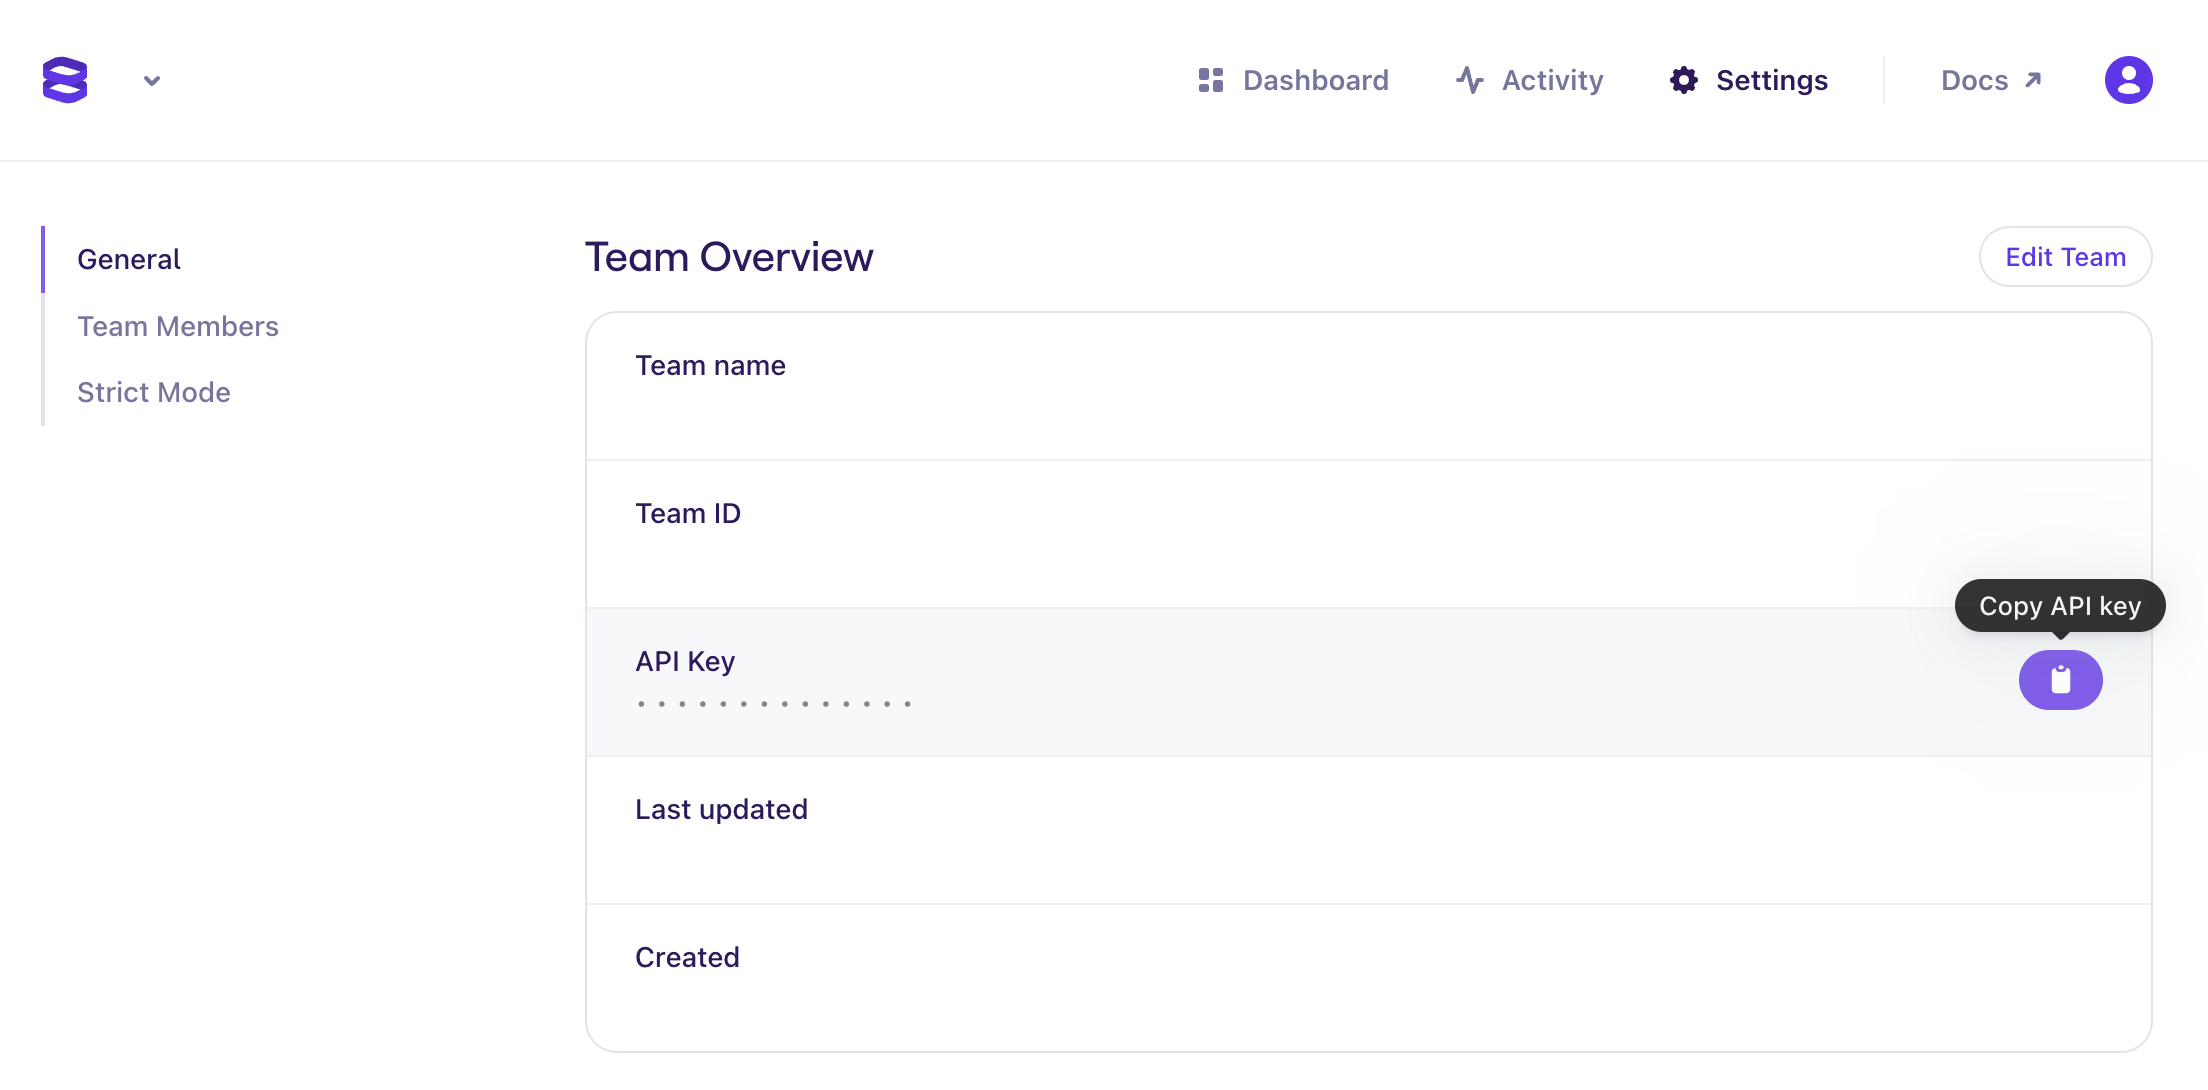 Dashboard
Activity
Settings
Docs
General
Team Members
Strict Mode
Team Overview
Edit Team
Team name
Team ID
Copy API key
API Key
Last updated
Created